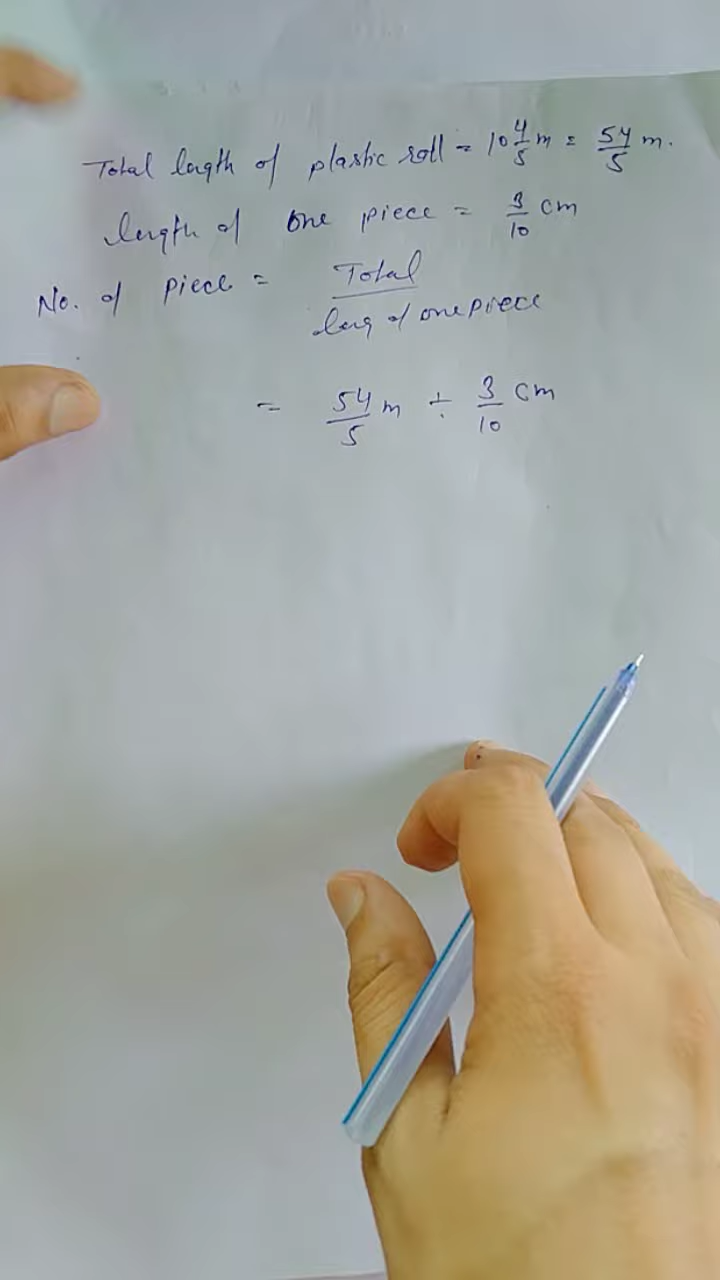 Total length of plastic roll = 10 4/5 m = 54/5 m.
length of one piece = 3/10 cm
No. of piece = Total / leng of one piece
= 54/5 m ÷ 3/10 cm